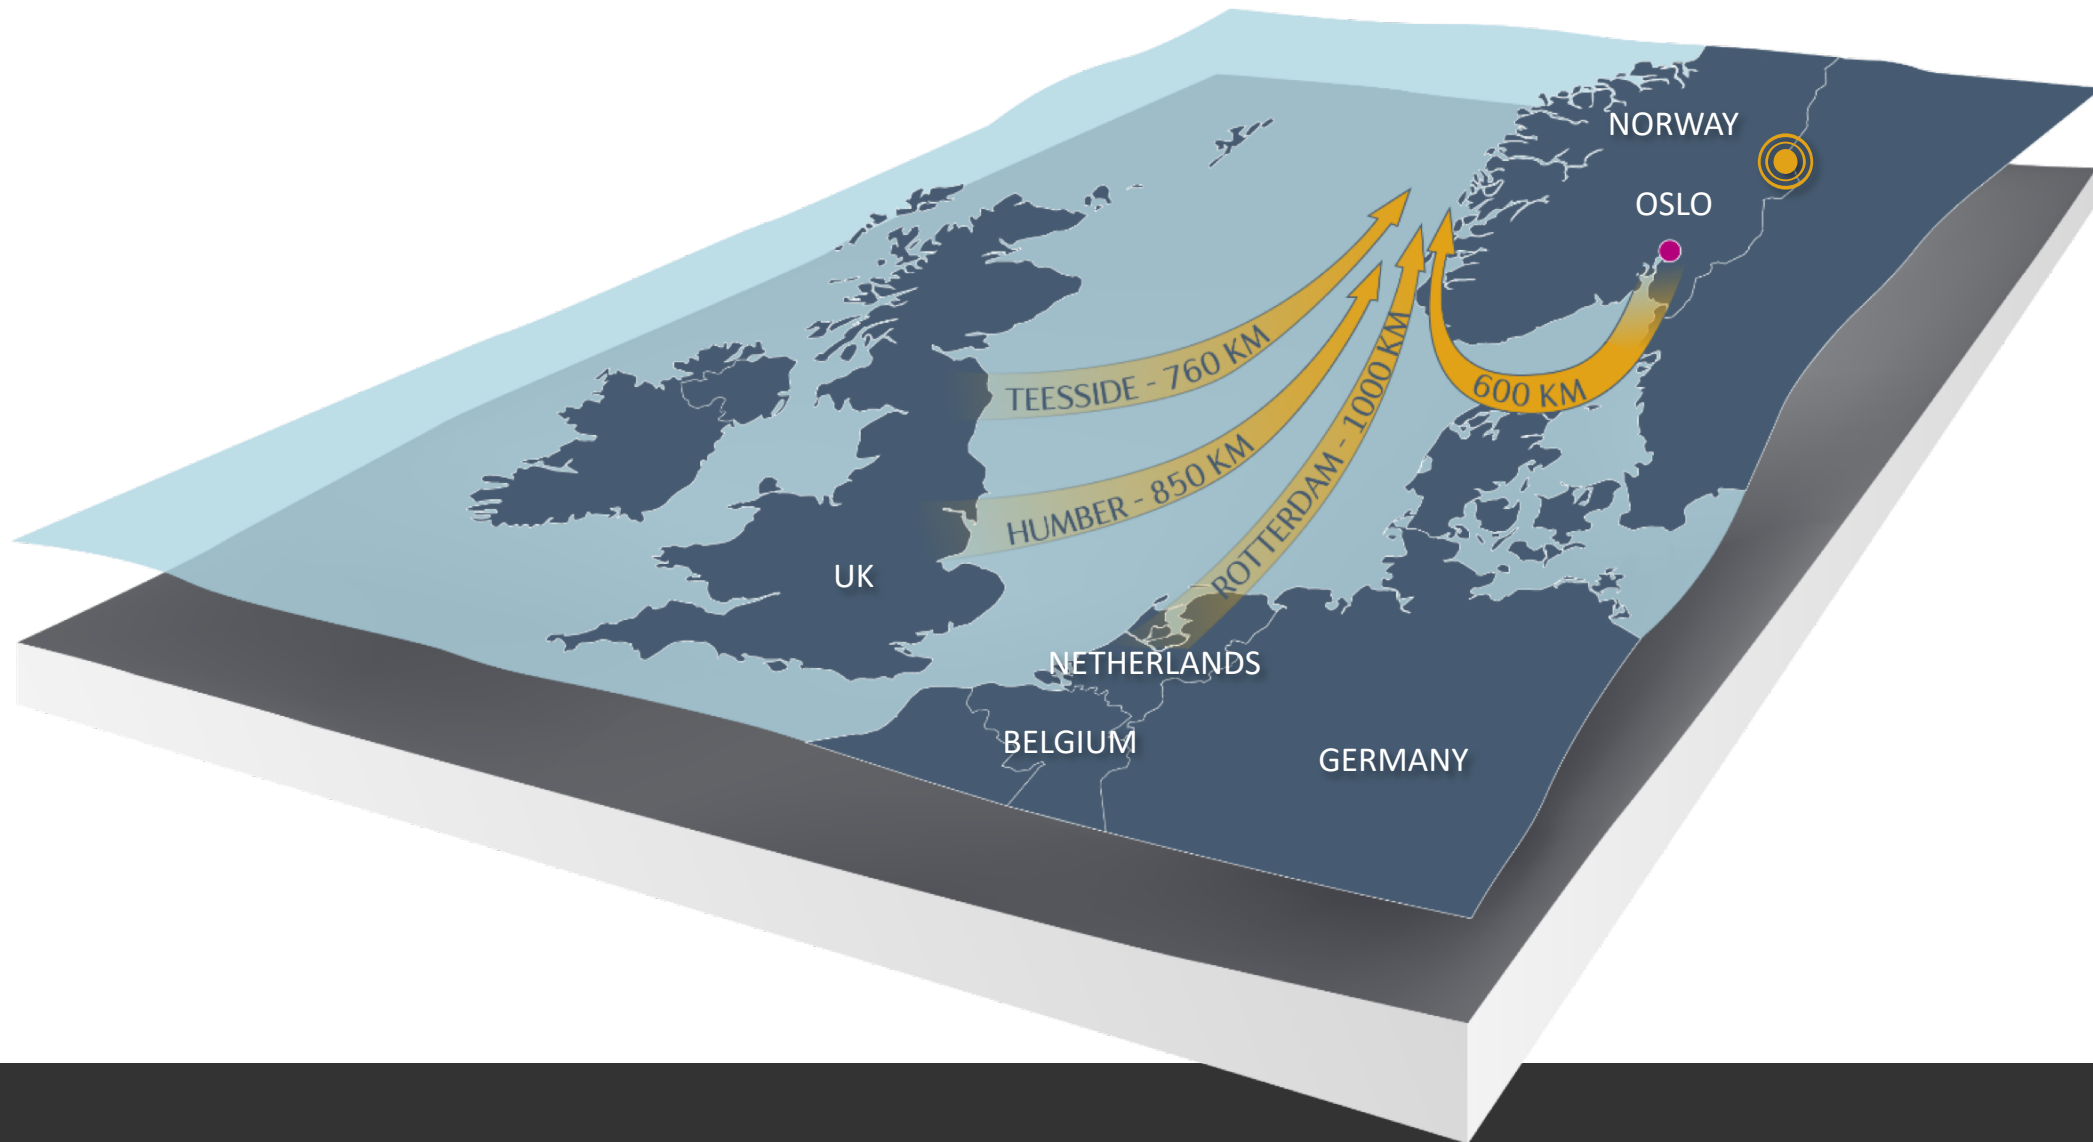 NORWAY
OSLO
TEESSIDE - 760 KM
600 KM
HUMBER - 850 KM
ROTTERDAM - 1000 KM
UK
NETHERLANDS
BELGIUM
GERMANY